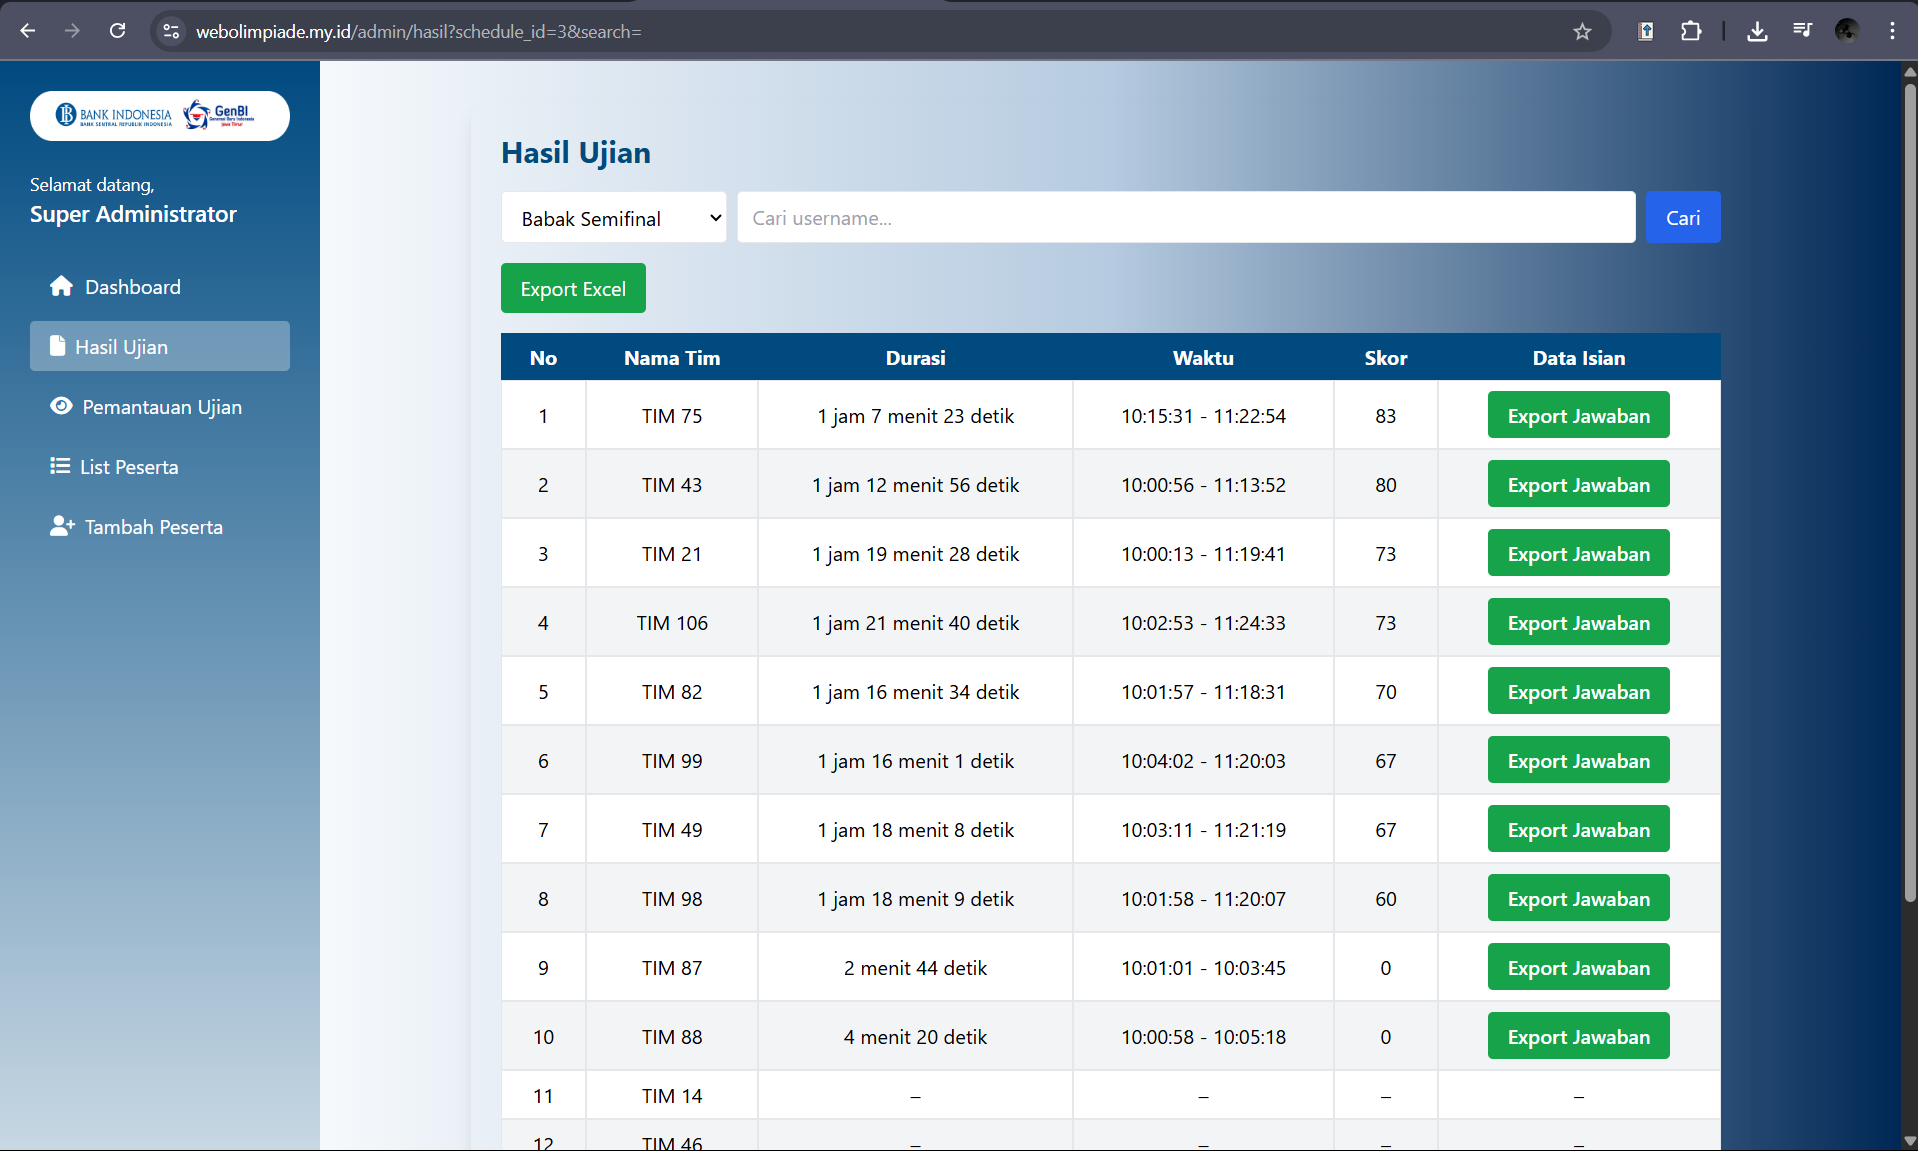 webolimpiade.my.id/admin/hasil?schedule_id=3&search=
BANK INDONESIA
BANK SENTRAL REPUBLIK INDONESIA
GenBI
Generasi Baru Indonesia
Jawa Timur
Selamat datang,
Super Administrator
Dashboard
Hasil Ujian
Pemantauan Ujian
List Peserta
Tambah Peserta
Hasil Ujian
Babak Semifinal Cari username... Cari
Export Excel
No Nama Tim Durasi Waktu Skor Data Isian
1 TIM 75 1 jam 7 menit 23 detik 10:15:31 - 11:22:54 83 Export Jawaban
2 TIM 43 1 jam 12 menit 56 detik 10:00:56 - 11:13:52 80 Export Jawaban
3 TIM 21 1 jam 19 menit 28 detik 10:00:13 - 11:19:41 73 Export Jawaban
4 TIM 106 1 jam 21 menit 40 detik 10:02:53 - 11:24:33 73 Export Jawaban
5 TIM 82 1 jam 16 menit 34 detik 10:01:57 - 11:18:31 70 Export Jawaban
6 TIM 99 1 jam 16 menit 1 detik 10:04:02 - 11:20:03 67 Export Jawaban
7 TIM 49 1 jam 18 menit 8 detik 10:03:11 - 11:21:19 67 Export Jawaban
8 TIM 98 1 jam 18 menit 9 detik 10:01:58 - 11:20:07 60 Export Jawaban
9 TIM 87 2 menit 44 detik 10:01:01 - 10:03:45 0 Export Jawaban
10 TIM 88 4 menit 20 detik 10:00:58 - 10:05:18 0 Export Jawaban
11 TIM 14 – – – –
12 TIM 46 – – – –